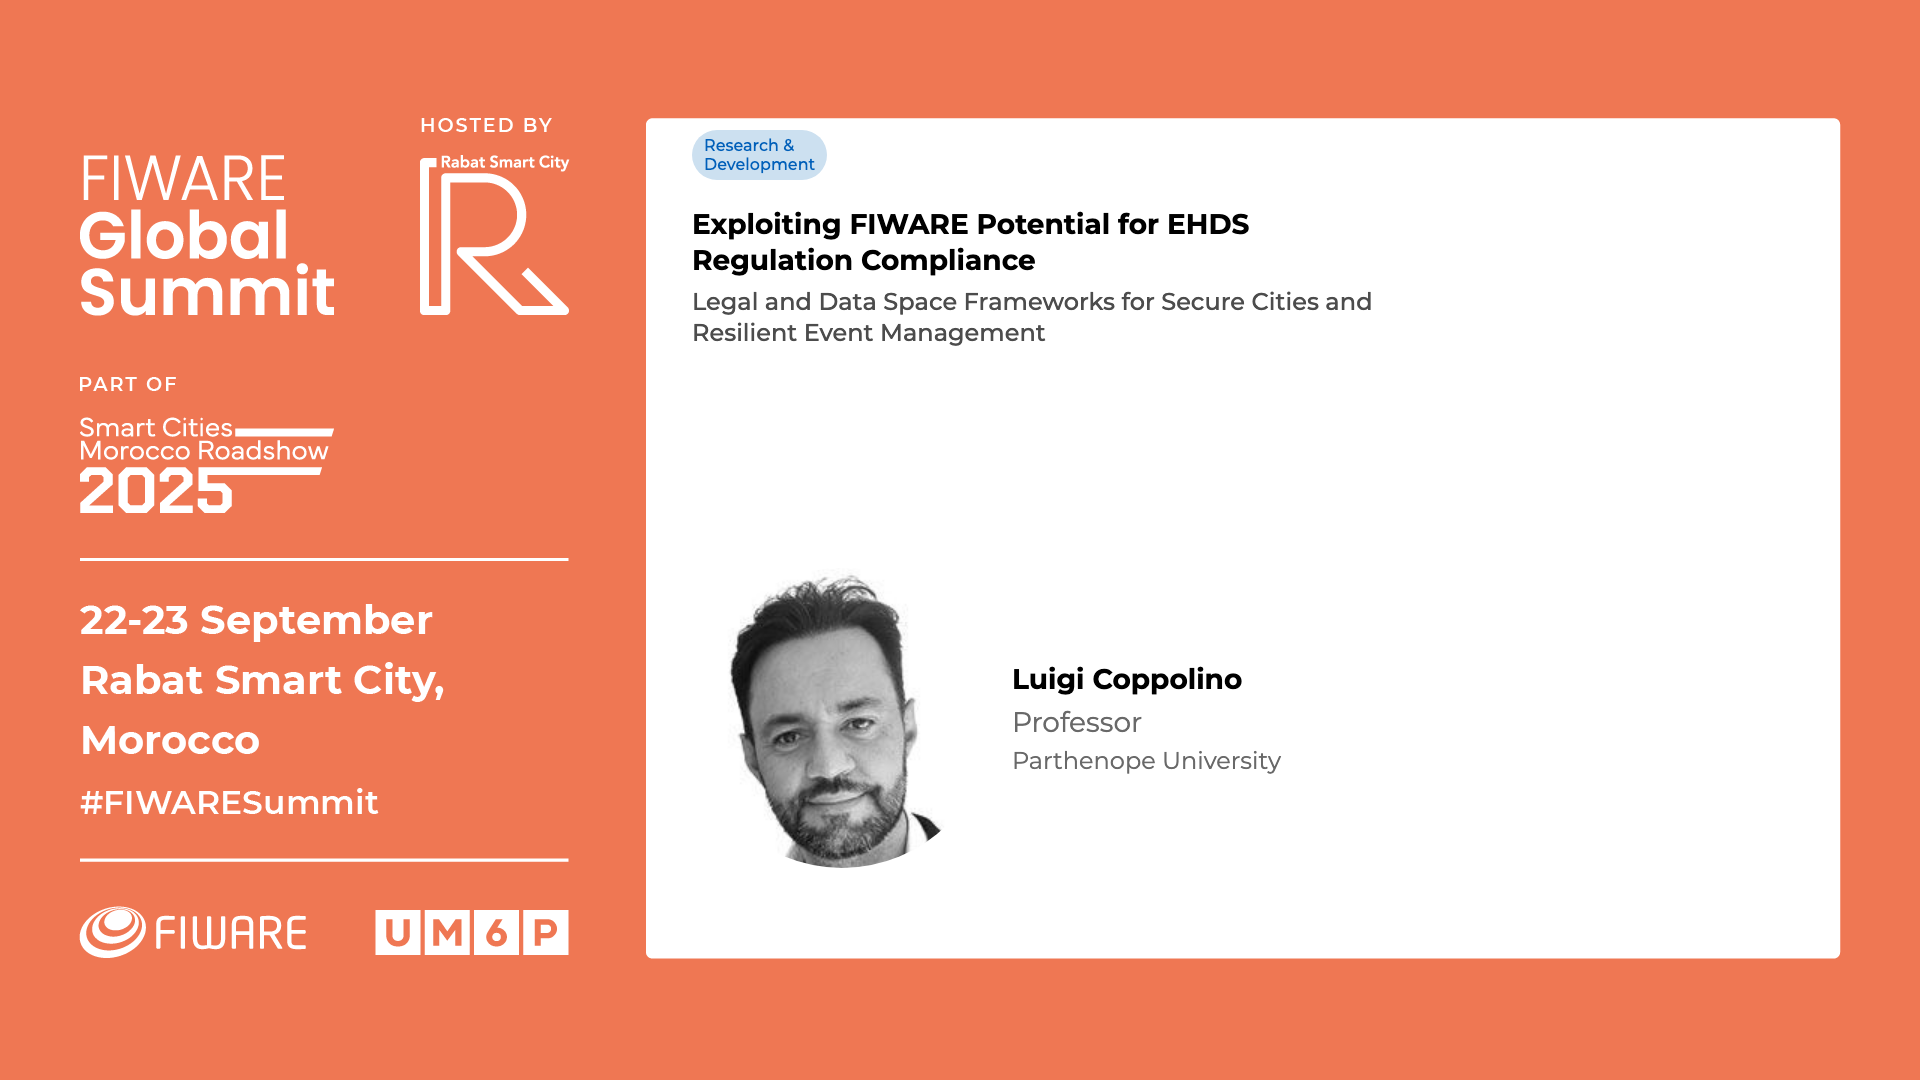 HOSTED BY
FIWARE
Global
Summit
Rabat Smart City
R
PART OF
Smart Cities
Morocco Roadshow
2025
22-23 September
Rabat Smart City,
Morocco
#FIWARESummit
FIWARE
UM6P
Research &
Development
Exploiting FIWARE Potential for EHDS
Regulation Compliance
Legal and Data Space Frameworks for Secure Cities and
Resilient Event Management
Luigi Coppolino
Professor
Parthenope University